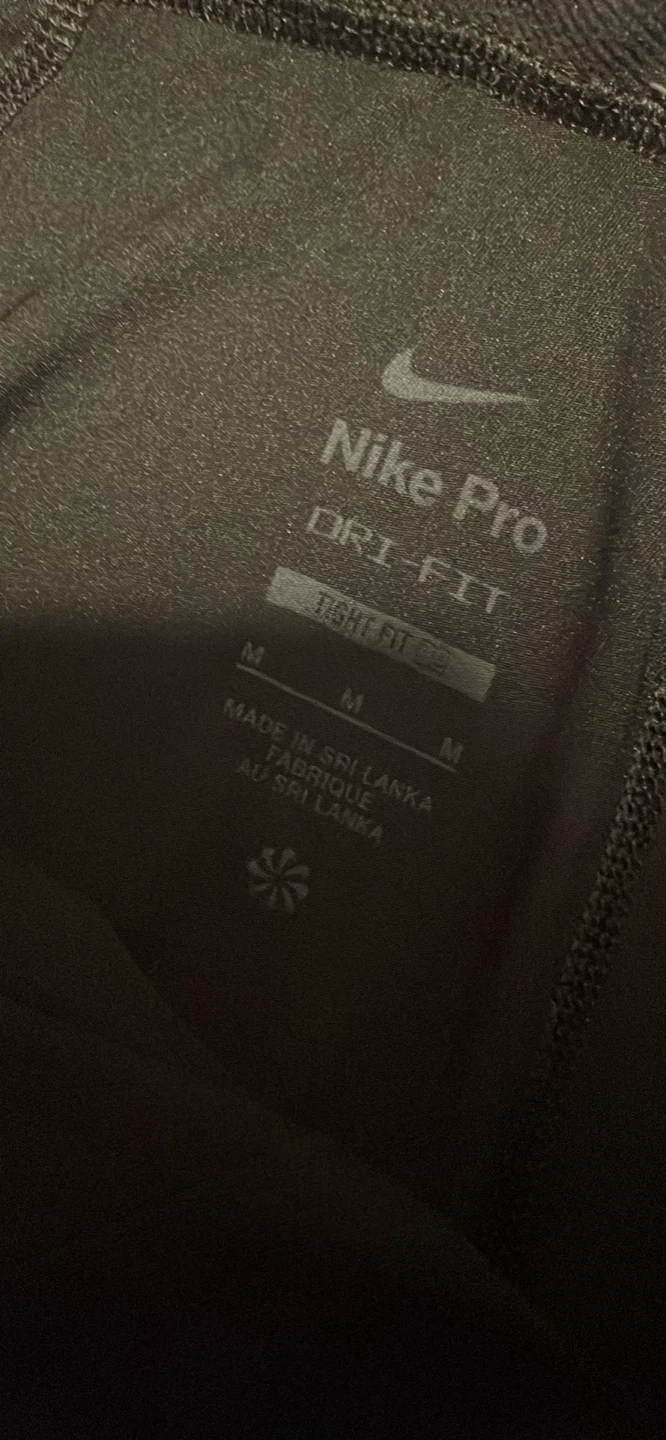 Nike Pro
DRI-FIT
TIGHT FIT
M M M
MADE IN SRI LANKA
FABRIQUE
AU SRI LANKA